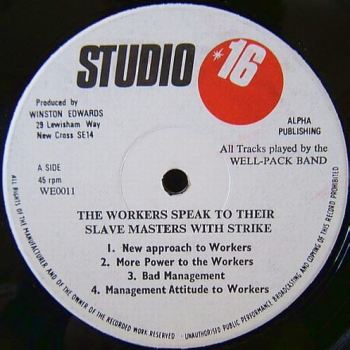 STUDIO *16
Produced by
WINSTON EDWARDS
29 Lewisham Way
New Cross SE14
ALPHA
PUBLISHING
All Tracks played by the
WELL-PACK BAND
A SIDE
45 rpm
WE0011
THE WORKERS SPEAK TO THEIR
SLAVE MASTERS WITH STRIKE
1. New approach to Workers
2. More Power to the Workers
3. Bad Management
4. Management Attitude to Workers
ALL RIGHTS OF THE MANUFACTURER AND OF THE OWNER OF THE RECORDED WORK RESERVED - UNAUTHORISED PUBLIC PERFORMANCE BROADCASTING AND COPYING OF THIS RECORD PROHIBITED